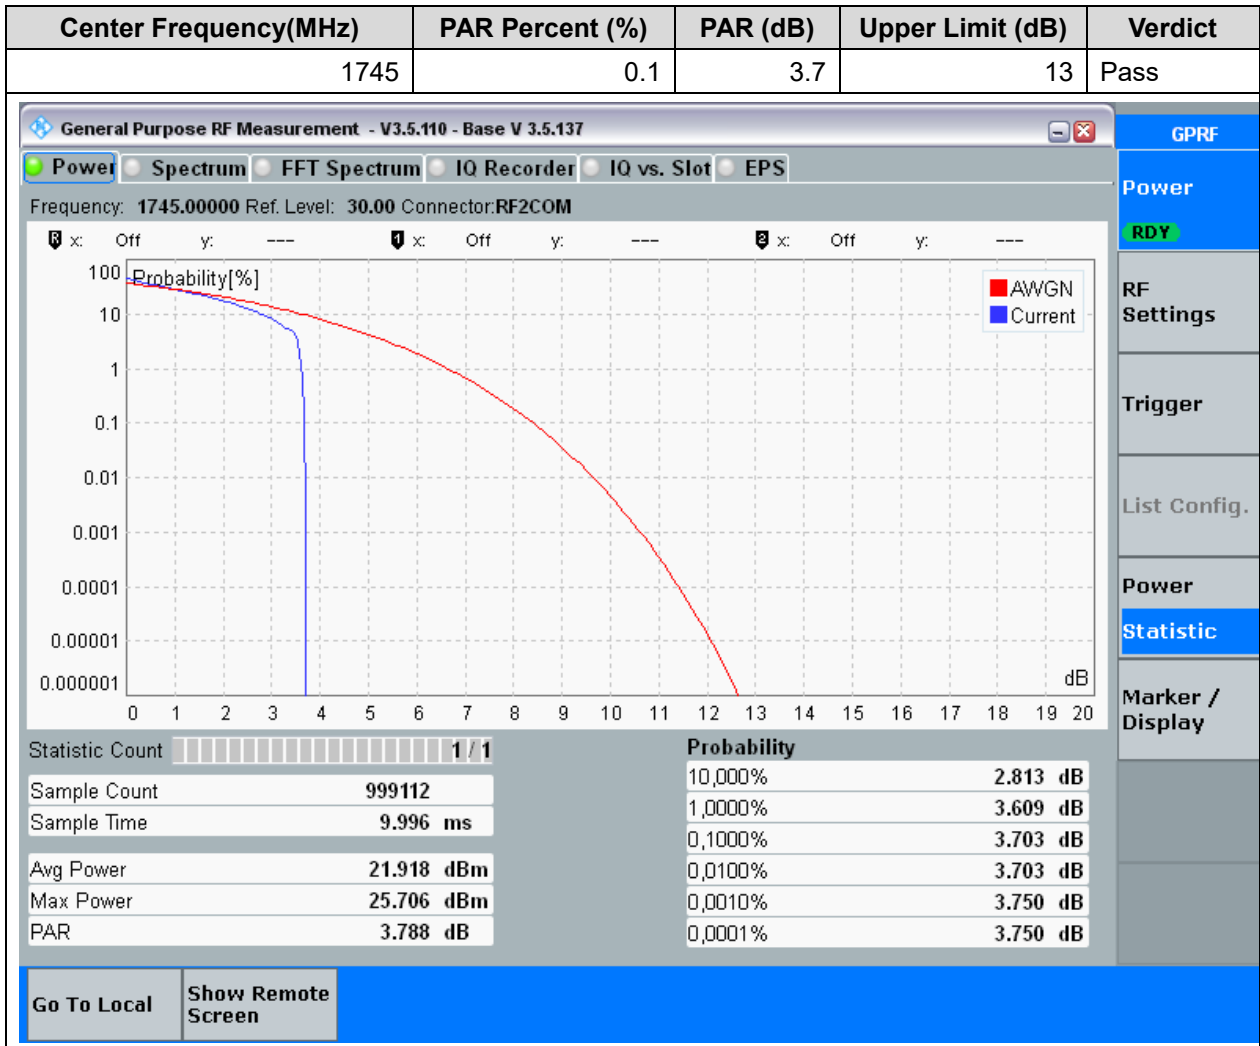 Center Frequency(MHz) PAR Percent (%) PAR (dB) Upper Limit (dB) Verdict
1745 0.1 3.7 13 Pass
General Purpose RF Measurement - V3.5.110 - Base V 3.5.137
GPRF
Power Spectrum FFT Spectrum IQ Recorder IQ vs. Slot EPS
Power
RDY
Frequency: 1745.00000 Ref. Level: 30.00 Connector:RF2COM
R x: Off y: --- 1 x: Off y: --- 2 x: Off y: ---
Probability[%]
AWGN
Current
100
10
1
0.1
0.01
0.001
0.0001
0.00001
0.000001
dB
0 1 2 3 4 5 6 7 8 9 10 11 12 13 14 15 16 17 18 19 20
RF
Settings
Trigger
List Config.
Power
Statistic
Marker /
Display
Statistic Count 1 / 1
Sample Count 999112
Sample Time 9.996 ms
Avg Power 21.918 dBm
Max Power 25.706 dBm
PAR 3.788 dB
Probability
10,000% 2.813 dB
1,0000% 3.609 dB
0,1000% 3.703 dB
0,0100% 3.703 dB
0,0010% 3.750 dB
0,0001% 3.750 dB
Go To Local
Show Remote
Screen